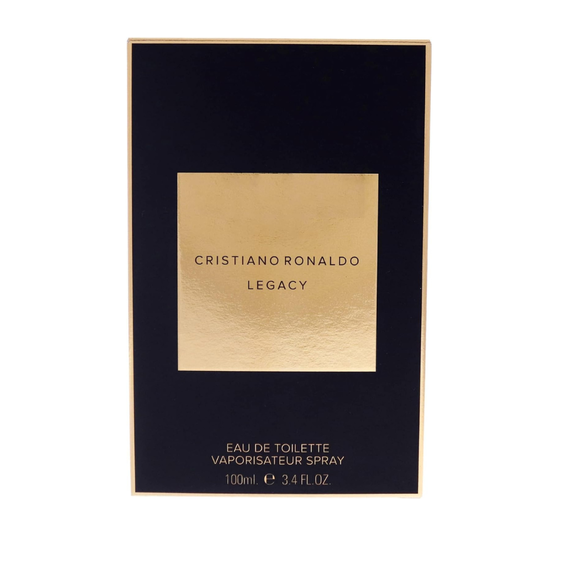 CRISTIANO RONALDO
LEGACY
EAU DE TOILETTE
VAPORISATEUR SPRAY
100ml. ℮ 3.4 FL.OZ.